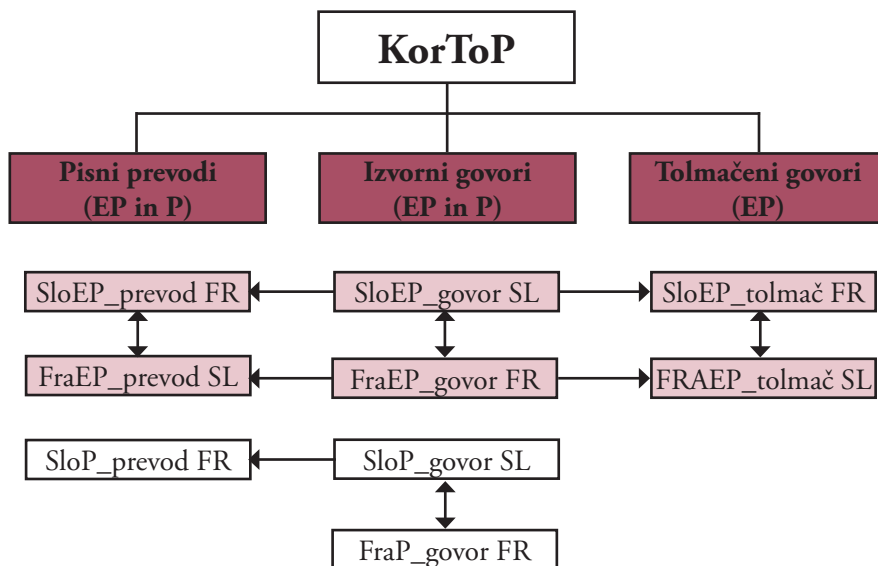 KorToP
Pisni prevodi
(EP in P)
Izvorni govori
(EP in P)
Tolmačeni govori
(EP)
SloEP_prevod FR
SloEP_govor SL
SloEP_tolmač FR
FraEP_prevod SL
FraEP_govor FR
FRAEP_tolmač SL
SloP_prevod FR
SloP_govor SL
FraP_govor FR